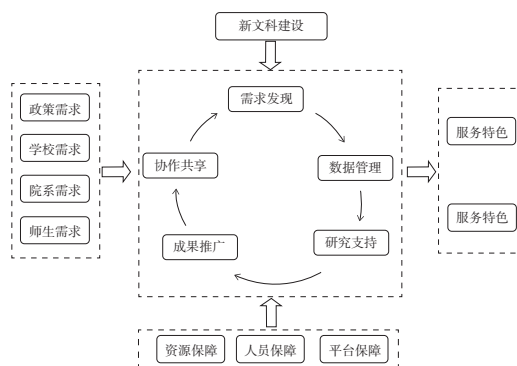 新文科建设
政策需求
学校需求
院系需求
师生需求
需求发现
协作共享
数据管理
成果推广
研究支持
服务特色
服务特色
资源保障
人员保障
平台保障